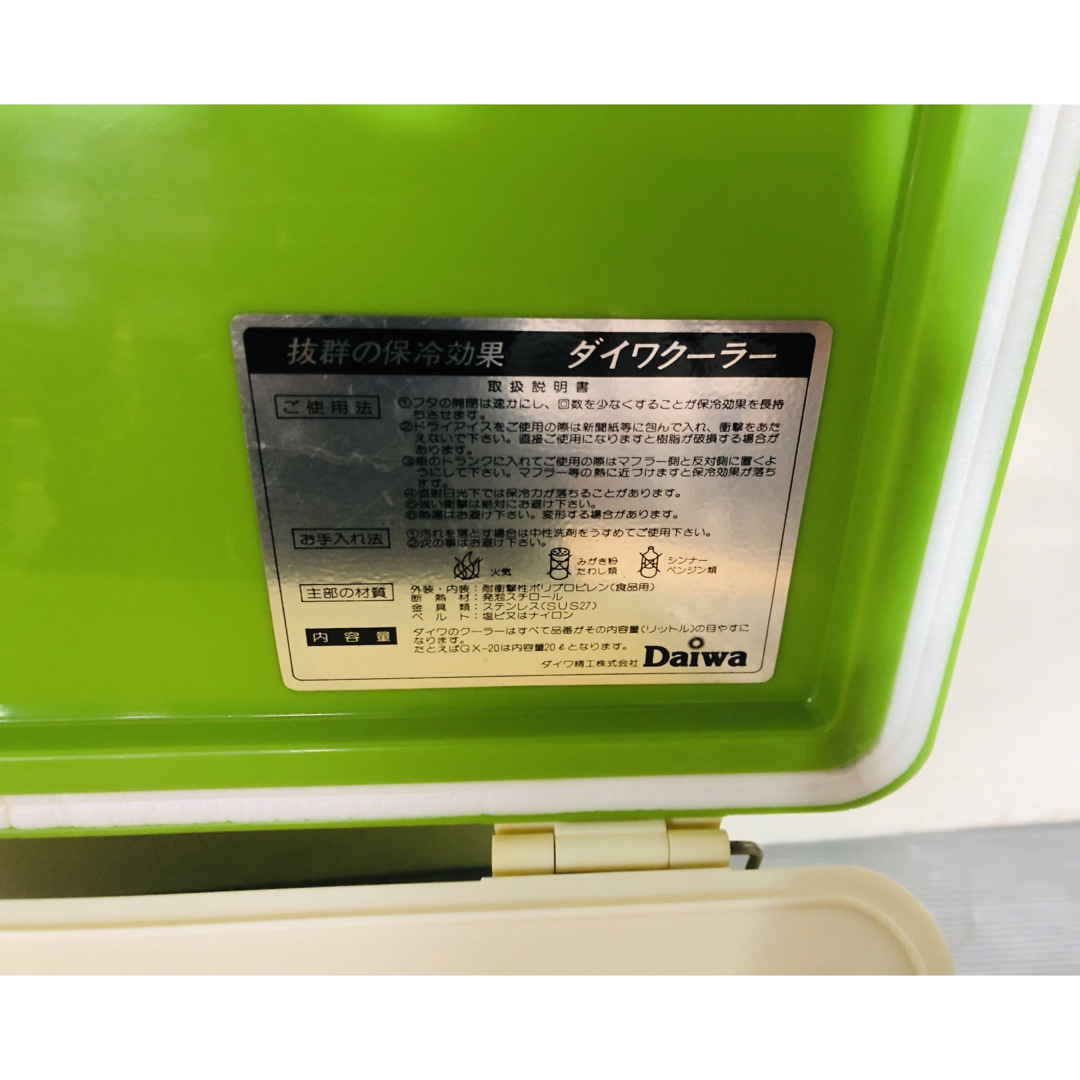 抜群の保冷効果　ダイワクーラー
取扱説明書
ご使用法
①フタの開閉は速かにし、回数を少なくすることが保冷効果を長持
ちさせます。
②ドライアイスをご使用の際は新聞紙等に包んで入れ、衝撃をあた
えないで下さい。直接ご使用になりますと樹脂が破損する場合が
あります。
③車のトランクに入れてご使用の際はマフラー側と反対側に置くよ
うにして下さい。マフラー等の熱に近づけますと保冷効果が落ち
ます。
④直射日光下では保冷力が落ちることがあります。
⑤強い衝撃は絶対にお避け下さい。
⑥熱湯はお避け下さい。変形する場合があります。
お手入れ法
①汚れを落とす場合は中性洗剤をうすめてご使用下さい。
②次の事はお避け下さい。
火気
みがき粉
たわし類
シンナー
ベンジン類
主部の材質
外装・内装：耐衝撃性ポリプロピレン(食品用)
断熱材：発泡スチロール
金具類：ステンレス(SUS27)
ベルト：塩ビ又はナイロン
内容量
ダイワのクーラーはすべて品番がその内容量(リットル)の目やすに
なります。
たとえばGX-20は内容量20ℓとなります。
ダイワ精工株式会社 Daiwa